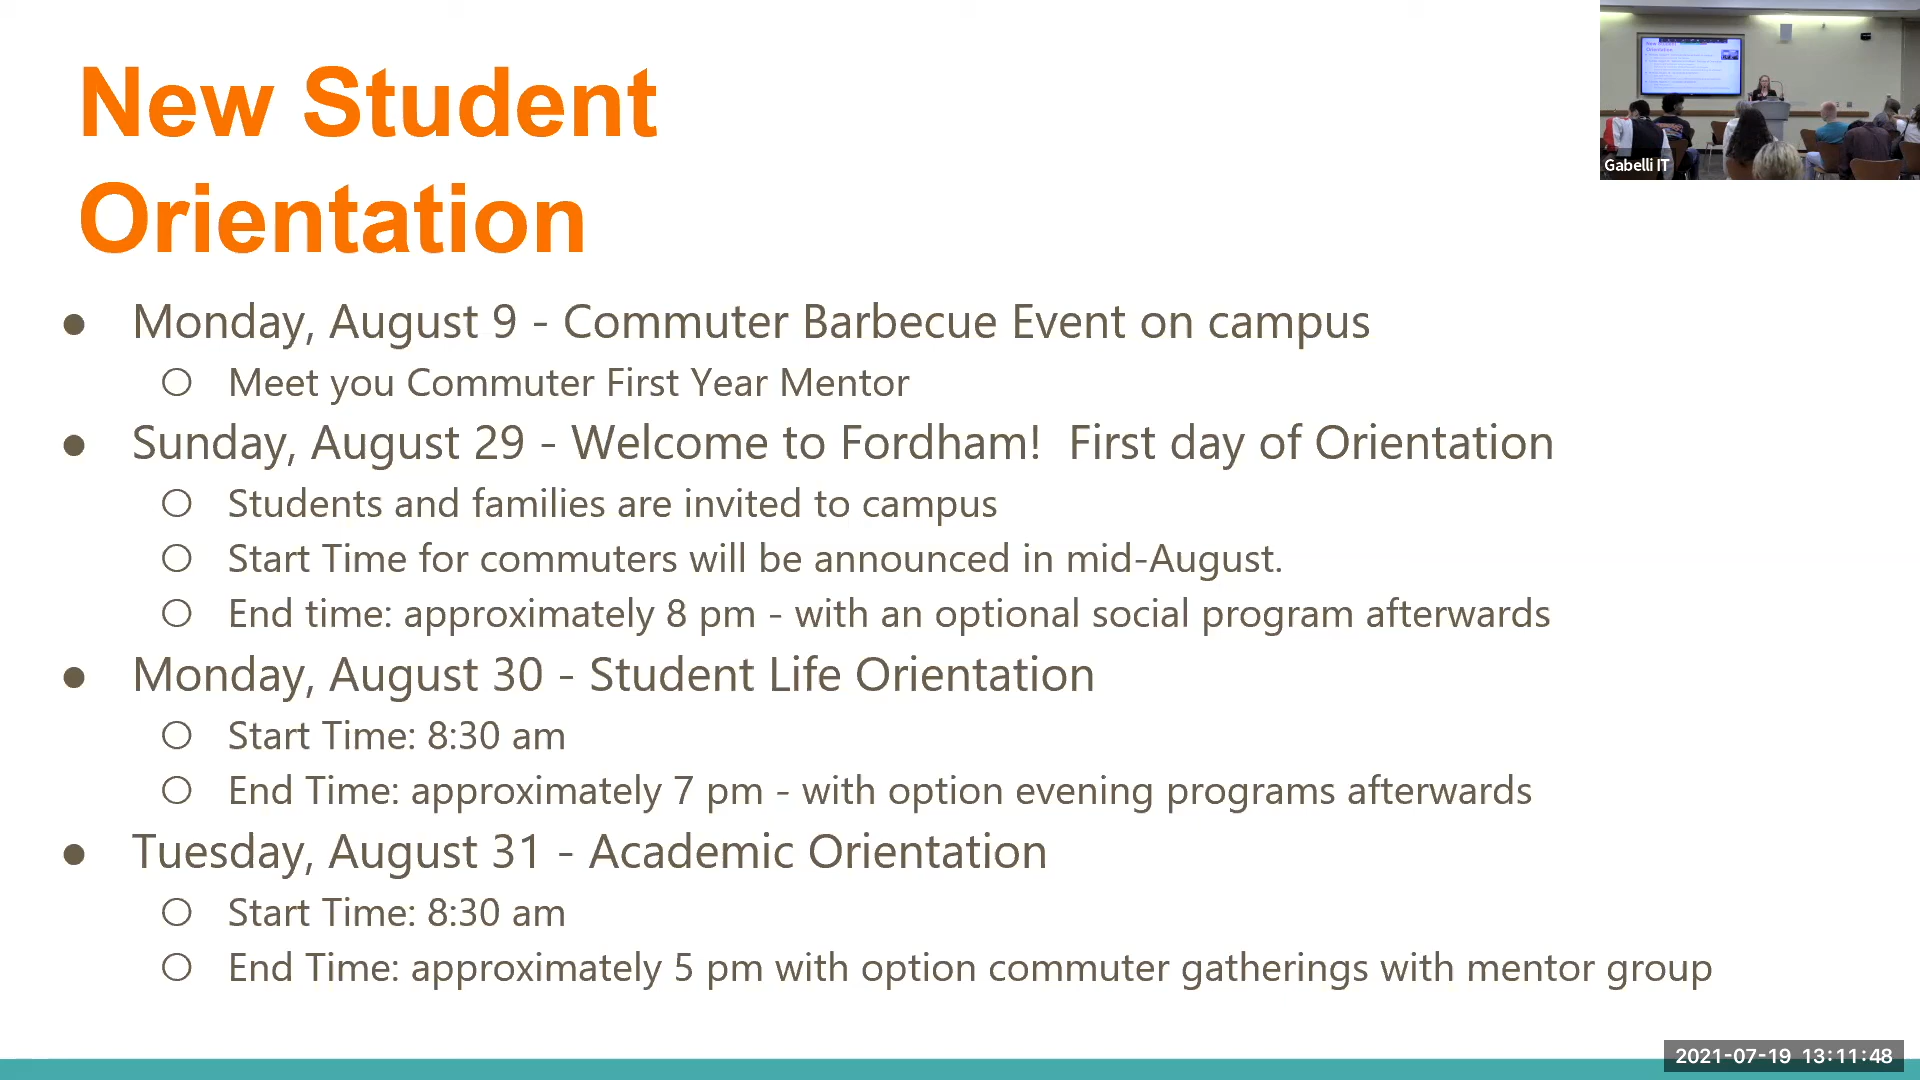 New Student
Orientation
Gabelli IT
● Monday, August 9 - Commuter Barbecue Event on campus
○ Meet you Commuter First Year Mentor
● Sunday, August 29 - Welcome to Fordham!  First day of Orientation
○ Students and families are invited to campus
○ Start Time for commuters will be announced in mid-August.
○ End time: approximately 8 pm - with an optional social program afterwards
● Monday, August 30 - Student Life Orientation
○ Start Time: 8:30 am
○ End Time: approximately 7 pm - with option evening programs afterwards
● Tuesday, August 31 - Academic Orientation
○ Start Time: 8:30 am
○ End Time: approximately 5 pm with option commuter gatherings with mentor group
2021-07-19 13:11:48